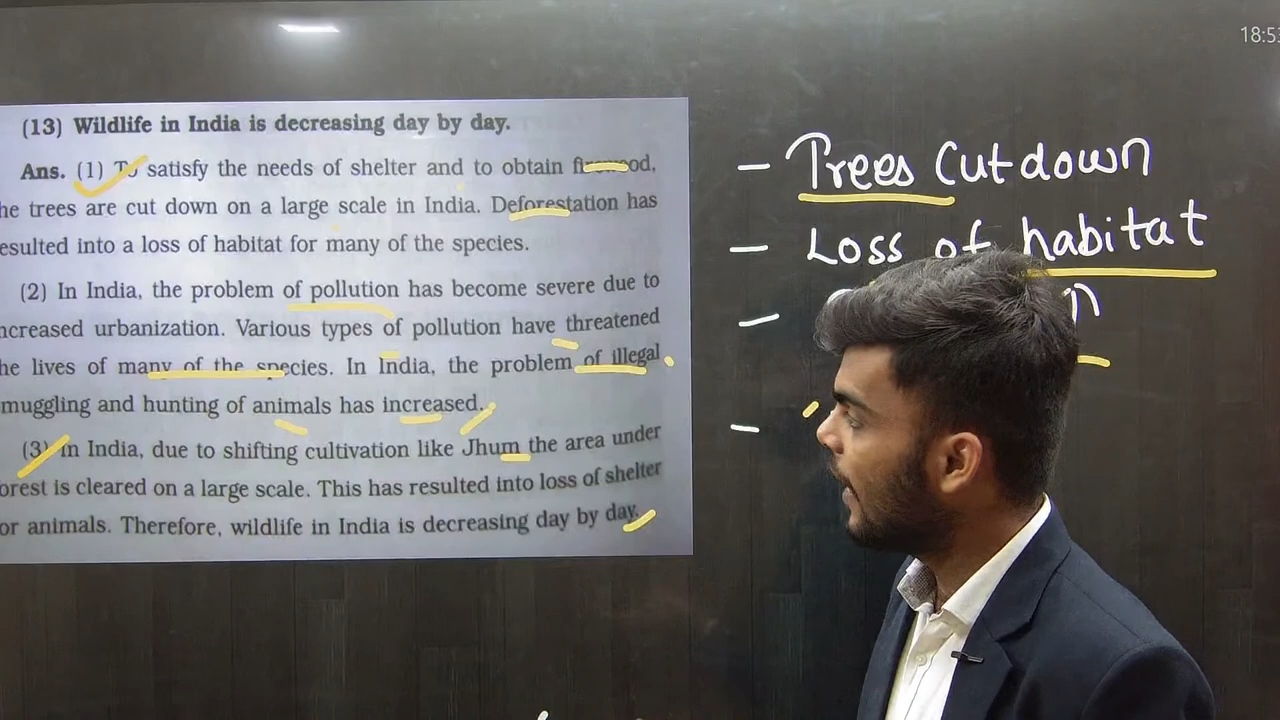 (13) Wildlife in India is decreasing day by day.
Ans. (1) To satisfy the needs of shelter and to obtain firewood,
he trees are cut down on a large scale in India. Deforestation has
esulted into a loss of habitat for many of the species.
(2) In India, the problem of pollution has become severe due to
ncreased urbanization. Various types of pollution have threatened
he lives of many of the species. In India, the problem of illegal
muggling and hunting of animals has increased.
(3) In India, due to shifting cultivation like Jhum the area under
orest is cleared on a large scale. This has resulted into loss of shelter
or animals. Therefore, wildlife in India is decreasing day by day.
18:53
- Trees cut down
- Loss of habitat